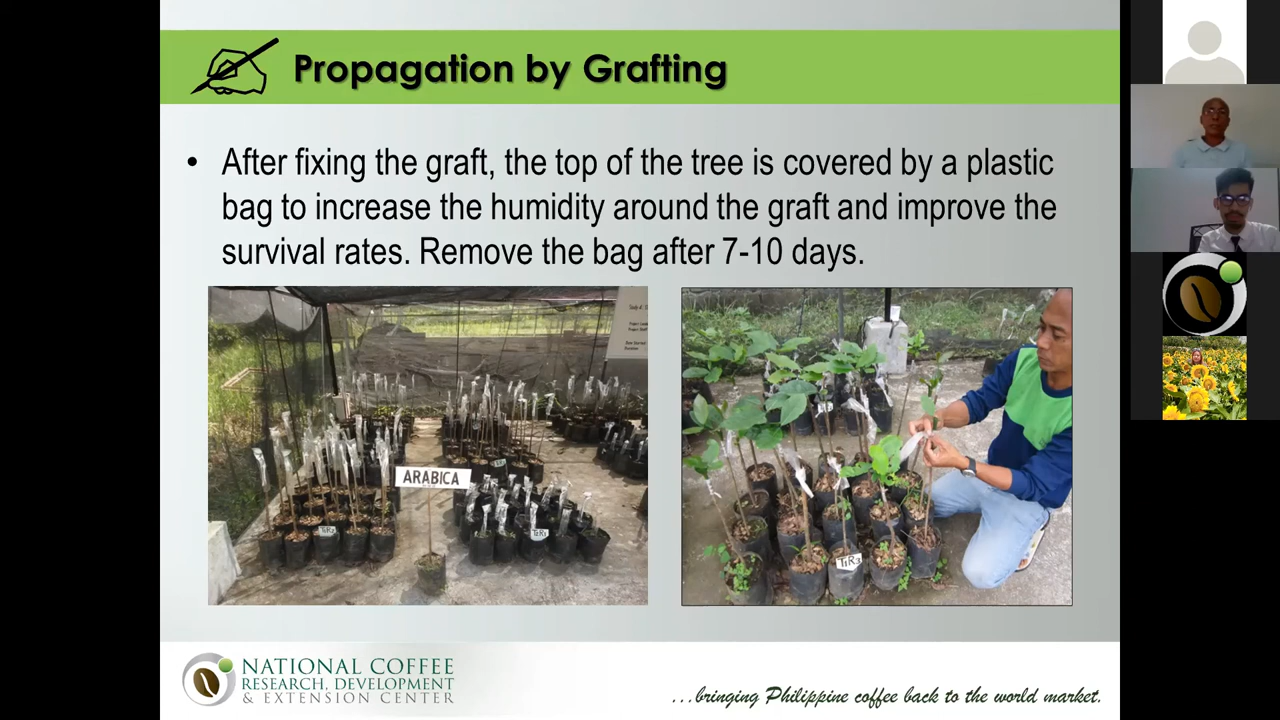 Propagation by Grafting
• After fixing the graft, the top of the tree is covered by a plastic
bag to increase the humidity around the graft and improve the
survival rates. Remove the bag after 7-10 days.
ARABICA
T1R3
NATIONAL COFFEE
RESEARCH, DEVELOPMENT
& EXTENSION CENTER
...bringing Philippine coffee back to the world market.